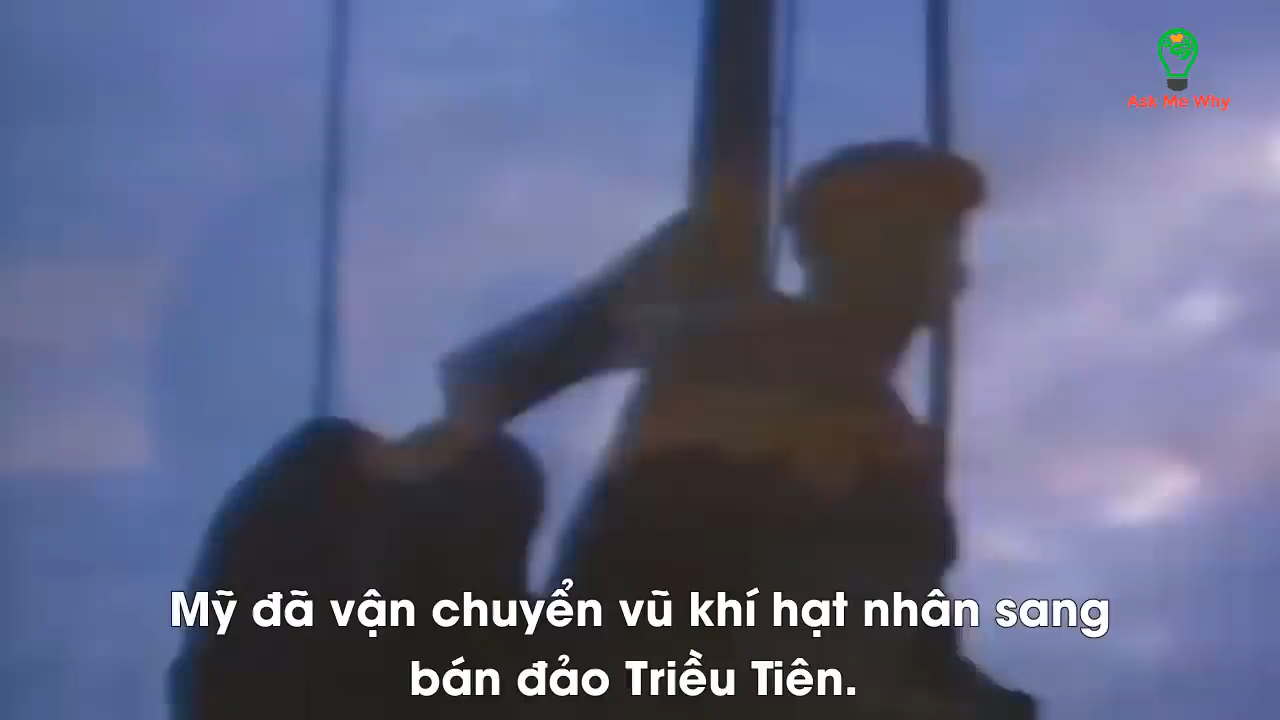 Ask Me Why
Mỹ đã vận chuyển vũ khí hạt nhân sang
bán đảo Triều Tiên.